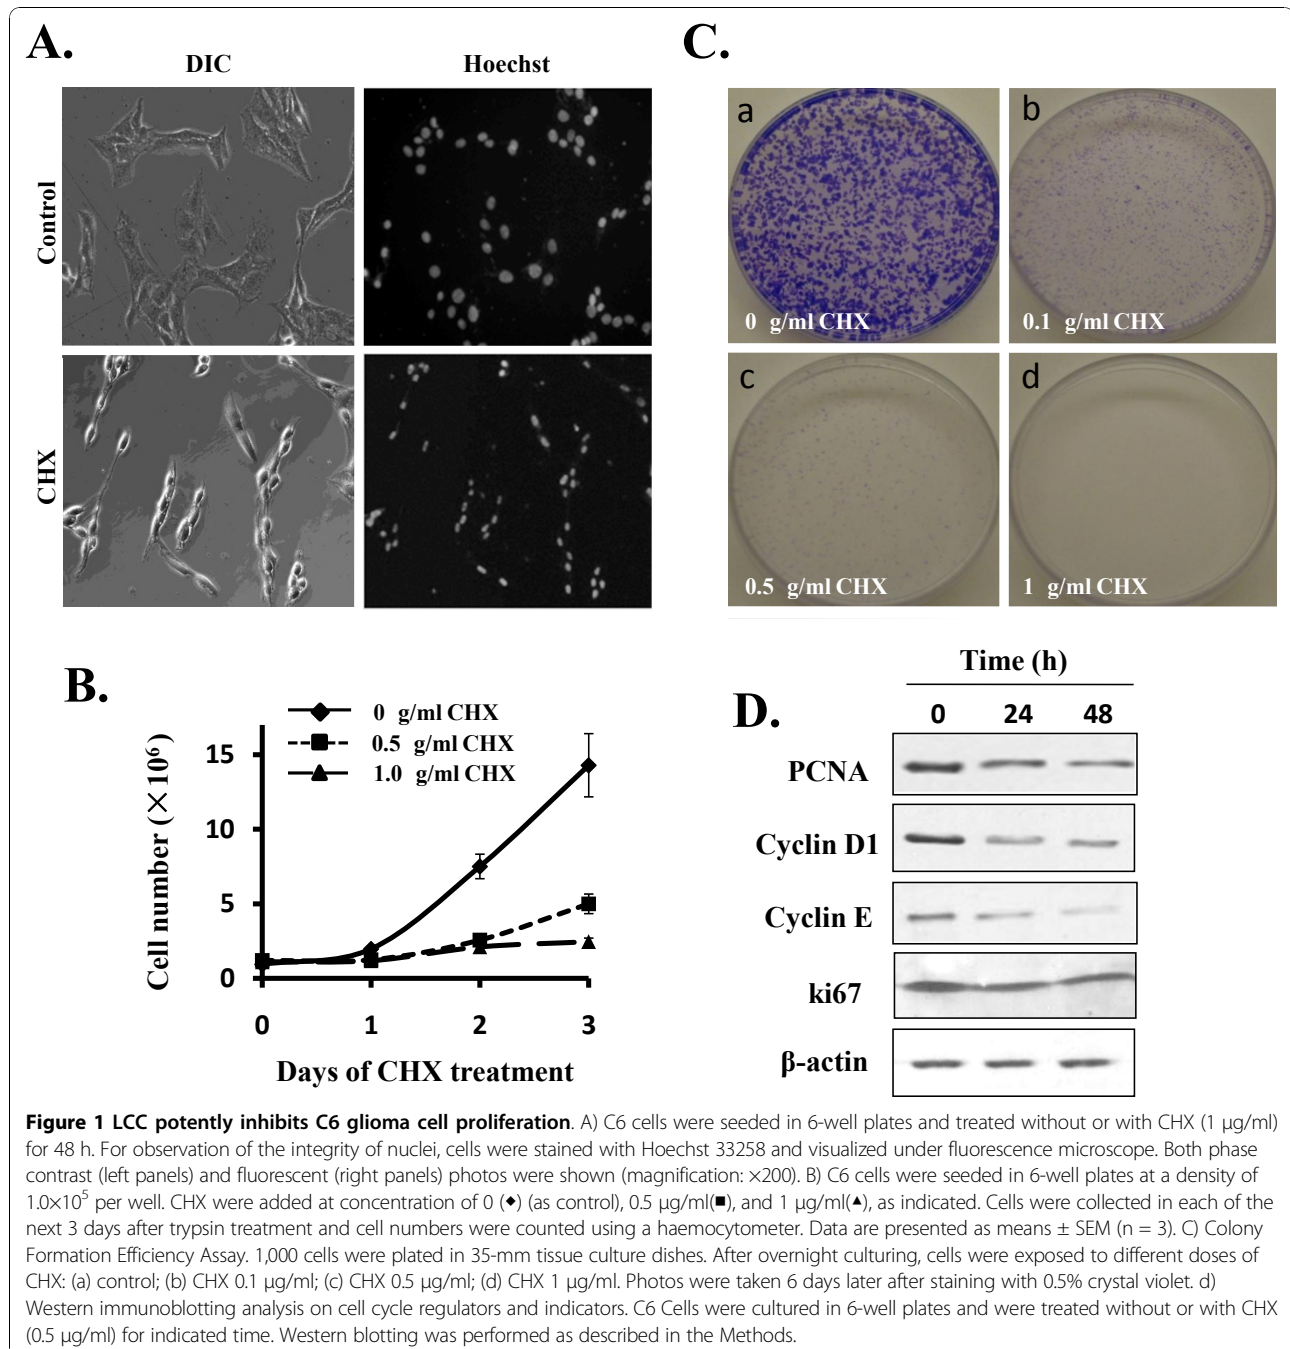 A.
DIC
Hoechst
Control
CHX
C.
a
0 g/ml CHX
b
0.1 g/ml CHX
c
0.5 g/ml CHX
d
1 g/ml CHX
B.
0 g/ml CHX
0.5 g/ml CHX
1.0 g/ml CHX
Cell number (×10⁶)
15
10
5
0
0 1 2 3
Days of CHX treatment
D.
Time (h)
0 24 48
PCNA
Cyclin D1
Cyclin E
ki67
β-actin
Figure 1 LCC potently inhibits C6 glioma cell proliferation. A) C6 cells were seeded in 6-well plates and treated without or with CHX (1 μg/ml)
for 48 h. For observation of the integrity of nuclei, cells were stained with Hoechst 33258 and visualized under fluorescence microscope. Both phase
contrast (left panels) and fluorescent (right panels) photos were shown (magnification: ×200). B) C6 cells were seeded in 6-well plates at a density of
1.0×10⁵ per well. CHX were added at concentration of 0 (◆) (as control), 0.5 μg/ml(■), and 1 μg/ml(▲), as indicated. Cells were collected in each of the
next 3 days after trypsin treatment and cell numbers were counted using a haemocytometer. Data are presented as means ± SEM (n = 3). C) Colony
Formation Efficiency Assay. 1,000 cells were plated in 35-mm tissue culture dishes. After overnight culturing, cells were exposed to different doses of
CHX: (a) control; (b) CHX 0.1 μg/ml; (c) CHX 0.5 μg/ml; (d) CHX 1 μg/ml. Photos were taken 6 days later after staining with 0.5% crystal violet. d)
Western immunoblotting analysis on cell cycle regulators and indicators. C6 Cells were cultured in 6-well plates and were treated without or with CHX
(0.5 μg/ml) for indicated time. Western blotting was performed as described in the Methods.